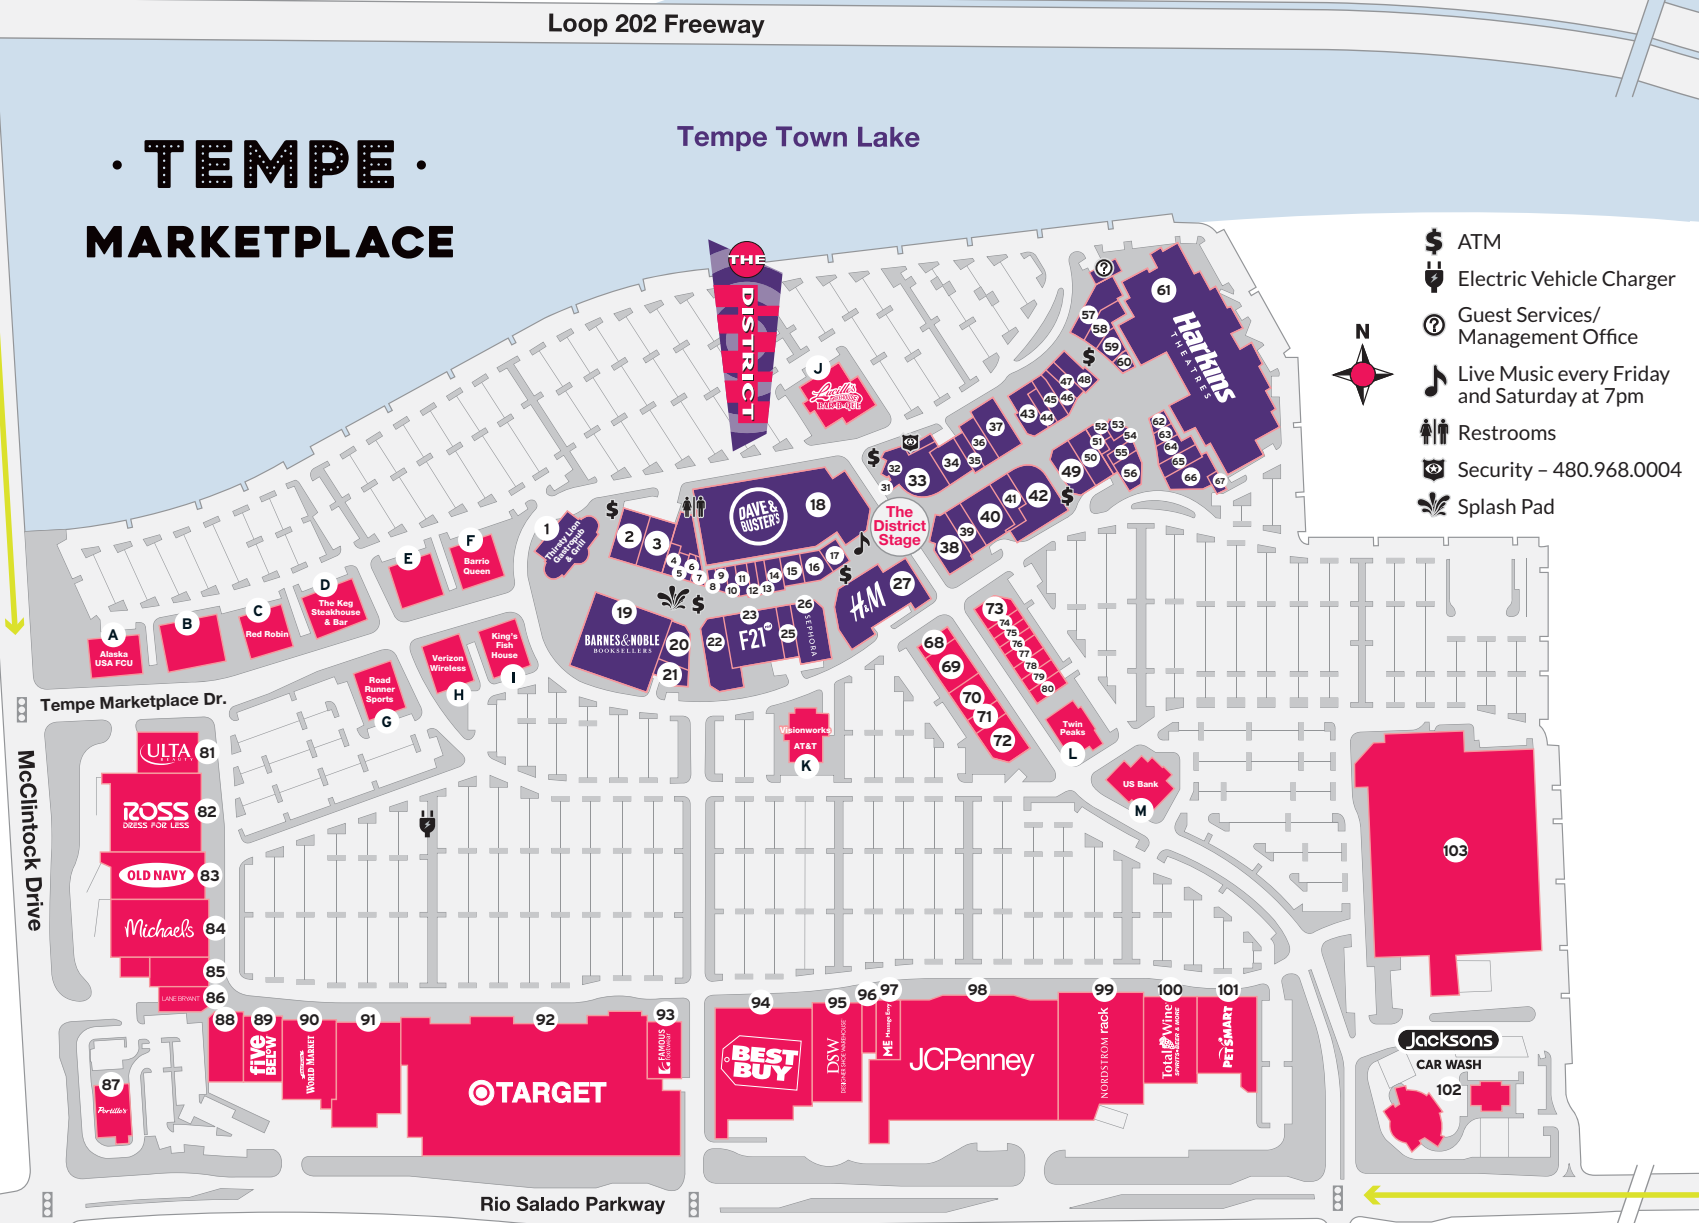 Loop 202 Freeway
Tempe Town Lake
· TEMPE ·
MARKETPLACE
THE
DISTRICT
$ ATM
Electric Vehicle Charger
? Guest Services/
Management Office
Live Music every Friday
and Saturday at 7pm
Restrooms
Security – 480.968.0004
Splash Pad
N
J
Lucille's
BAR-B-QUE
?
61
Harkins
THEATRES
57
58
59
60
$
47
48
46
45
44
43
37
36
35
34
33
32
31
$
62
63
64
65
66
67
52
53
54
51
50
55
56
49
$
42
41
40
39
38
The
District
Stage
1
Thirsty Lion
Gastropub
& Grill
$
2
3
4
5
6
7
8
9
10
11
12
13
14
15
16
17
18
DAVE &
BUSTER'S
$
$
19
BARNES&NOBLE
BOOKSELLERS
20
21
22
23
F21
25
26
SEPHORA
27
H&M
A
Alaska
USA FCU
B
C
Red Robin
D
The Keg
Steakhouse
& Bar
E
F
Barrio
Queen
G
Road
Runner
Sports
H
Verizon
Wireless
I
King's
Fish
House
Tempe Marketplace Dr.
McClintock Drive
68
69
70
71
72
73
74
75
76
77
78
79
80
Twin
Peaks
L
US Bank
M
Visionworks
AT&T
K
81
ULTA
BEAUTY
82
ROSS
DRESS FOR LESS
83
OLD NAVY
84
Michaels
85
86
LANE BRYANT
87
Portillo's
88
89
five
BEL°W
90
WORLD MARKET
91
92
TARGET
93
FAMOUS
footwear
94
BEST
BUY
95
DSW
DESIGNER SHOE WAREHOUSE
96
97
ME Massage Envy
98
JCPenney
99
NORDSTROM rack
100
Total Wine
SPIRITS • BEER & MORE
101
PETSMART
103
Jacksons
CAR WASH
102
Rio Salado Parkway